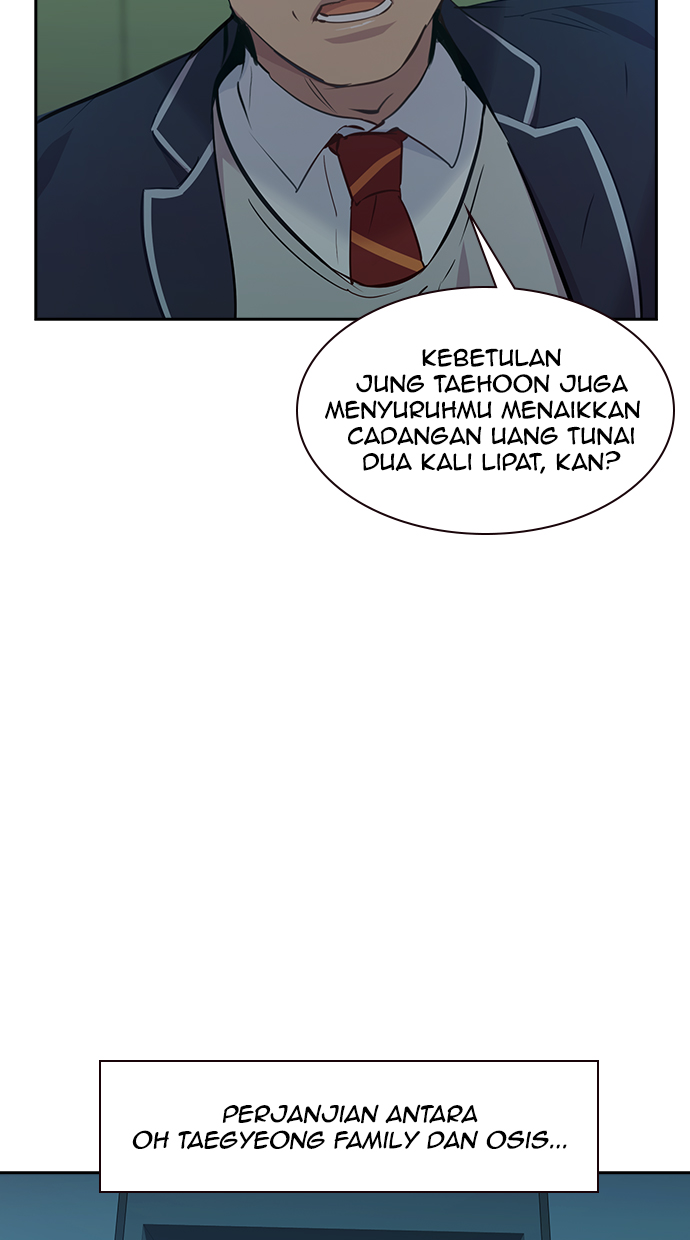 KEBETULAN
JUNG TAEHOON JUGA
MENYURUHMU MENAIKKAN
CADANGAN UANG TUNAI
DUA KALI LIPAT, KAN?
PERJANJIAN ANTARA
OH TAEGYEONG FAMILY DAN OSIS...